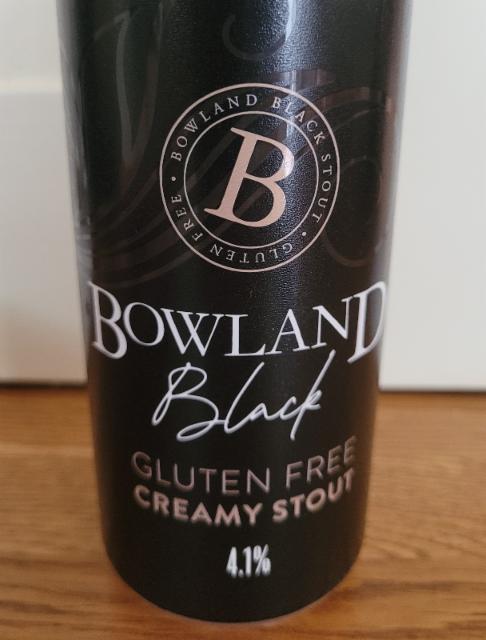 BOWLAND BLACK STOUT • GLUTEN FREE •
B
BOWLAND
Black
GLUTEN FREE
CREAMY STOUT
4.1%